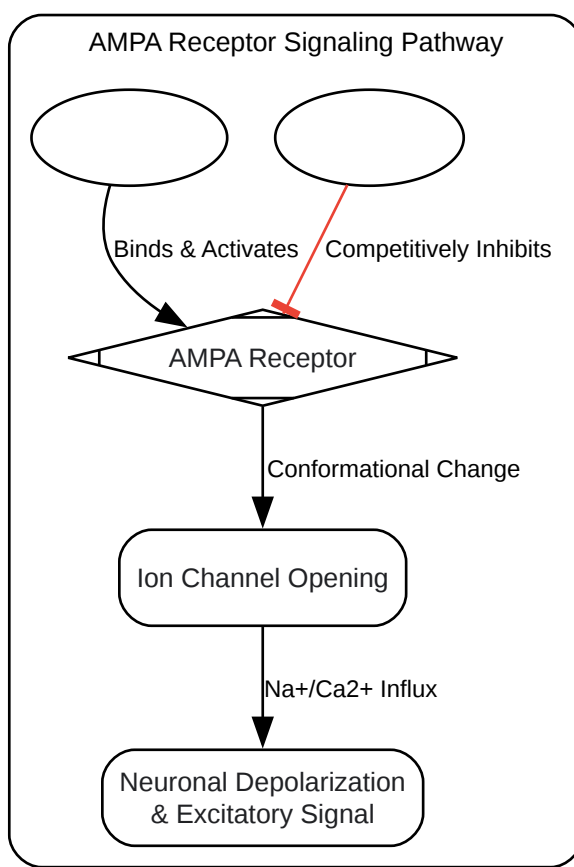 AMPA Receptor Signaling Pathway
Binds & Activates
Competitively Inhibits
AMPA Receptor
Conformational Change
Ion Channel Opening
Na+/Ca2+ Influx
Neuronal Depolarization
& Excitatory Signal